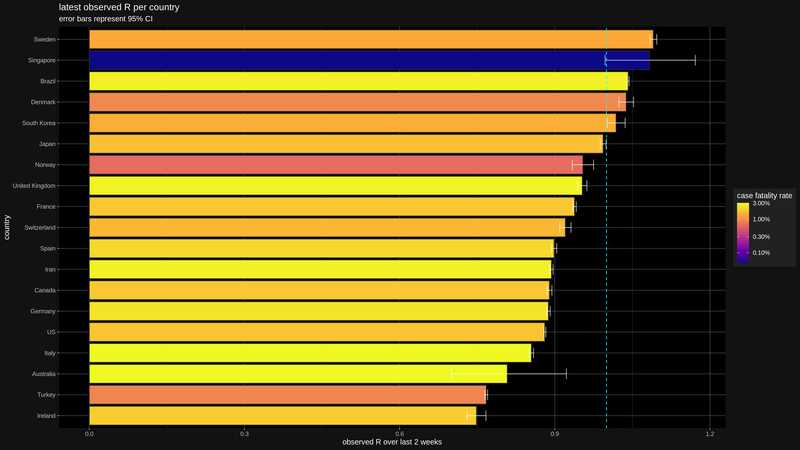 latest observed R per country
error bars represent 95% CI
Sweden
Singapore
Brazil
Denmark
South Korea
Japan
Norway
United Kingdom
France
Switzerland
Spain
Iran
Canada
Germany
US
Italy
Australia
Turkey
Ireland
country
0.0
0.3
0.6
0.9
1.2
observed R over last 2 weeks
case fatality rate
3.00%
1.00%
0.30%
0.10%